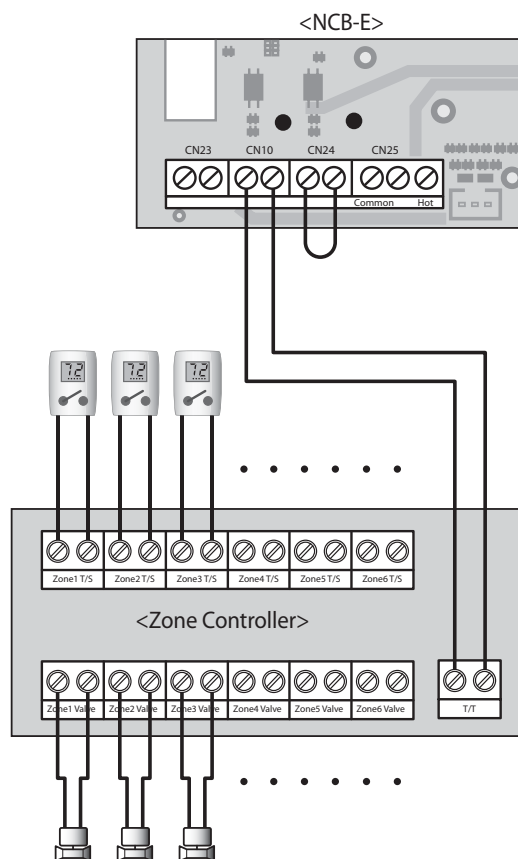 <NCB-E>
CN23 CN10 CN24 CN25
Common Hot
72 72 72
Zone1 T/S Zone2 T/S Zone3 T/S Zone4 T/S Zone5 T/S Zone6 T/S
<Zone Controller>
Zone1 Valve Zone2 Valve Zone3 Valve Zone4 Valve Zone5 Valve Zone6 Valve
T/T